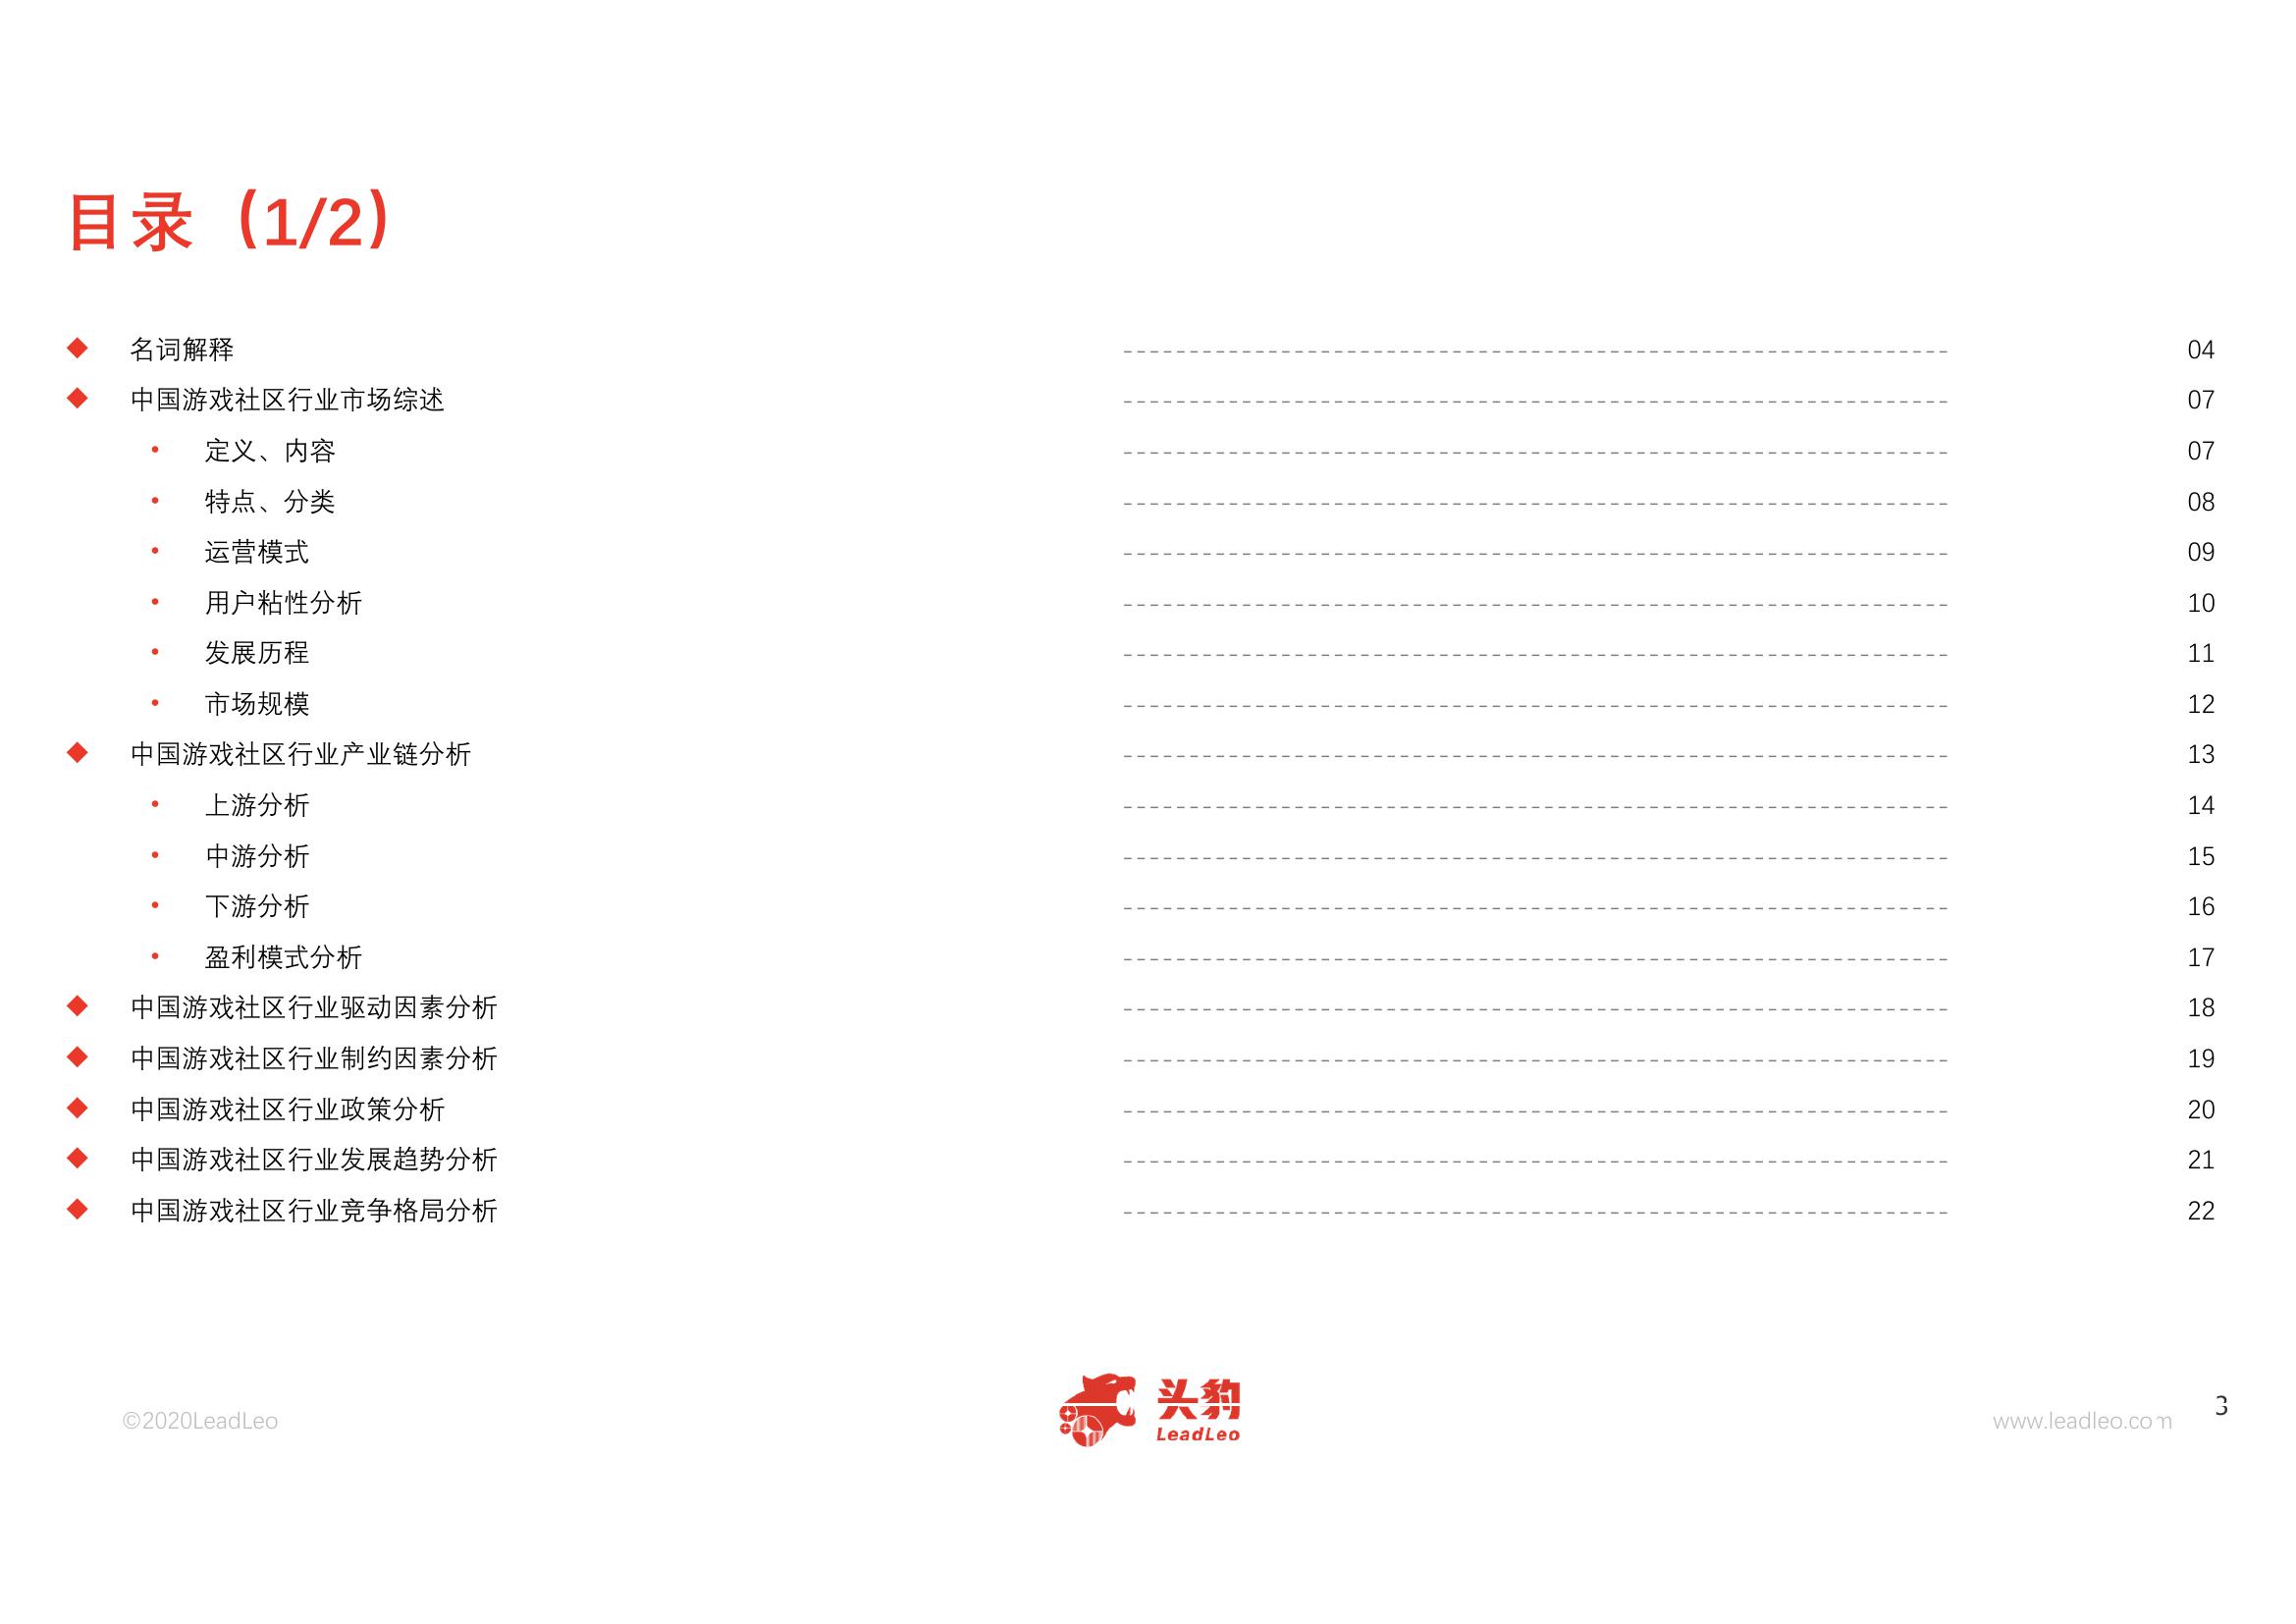 目录（1/2）
◆ 名词解释 ---------------------------------------------------------------- 04
◆ 中国游戏社区行业市场综述 ---------------------------------------------------------------- 07
• 定义、内容 ---------------------------------------------------------------- 07
• 特点、分类 ---------------------------------------------------------------- 08
• 运营模式 ---------------------------------------------------------------- 09
• 用户粘性分析 ---------------------------------------------------------------- 10
• 发展历程 ---------------------------------------------------------------- 11
• 市场规模 ---------------------------------------------------------------- 12
◆ 中国游戏社区行业产业链分析 ---------------------------------------------------------------- 13
• 上游分析 ---------------------------------------------------------------- 14
• 中游分析 ---------------------------------------------------------------- 15
• 下游分析 ---------------------------------------------------------------- 16
• 盈利模式分析 ---------------------------------------------------------------- 17
◆ 中国游戏社区行业驱动因素分析 ---------------------------------------------------------------- 18
◆ 中国游戏社区行业制约因素分析 ---------------------------------------------------------------- 19
◆ 中国游戏社区行业政策分析 ---------------------------------------------------------------- 20
◆ 中国游戏社区行业发展趋势分析 ---------------------------------------------------------------- 21
◆ 中国游戏社区行业竞争格局分析 ---------------------------------------------------------------- 22
©2020LeadLeo
头豹
LeadLeo
www.leadleo.com
3